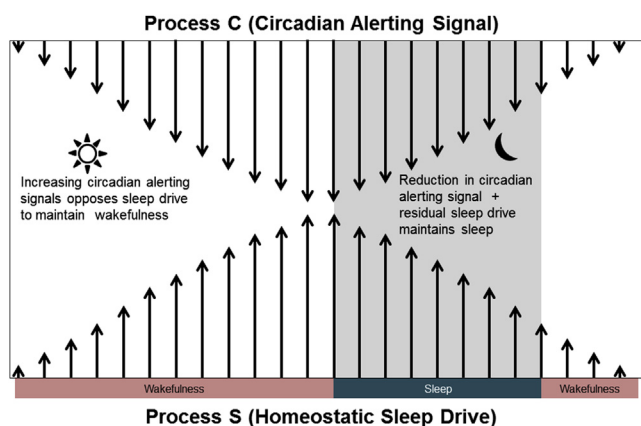 Process C (Circadian Alerting Signal)
Increasing circadian alerting
signals opposes sleep drive
to maintain wakefulness
Reduction in circadian
alerting signal +
residual sleep drive
maintains sleep
Wakefulness
Sleep
Wakefulness
Process S (Homeostatic Sleep Drive)